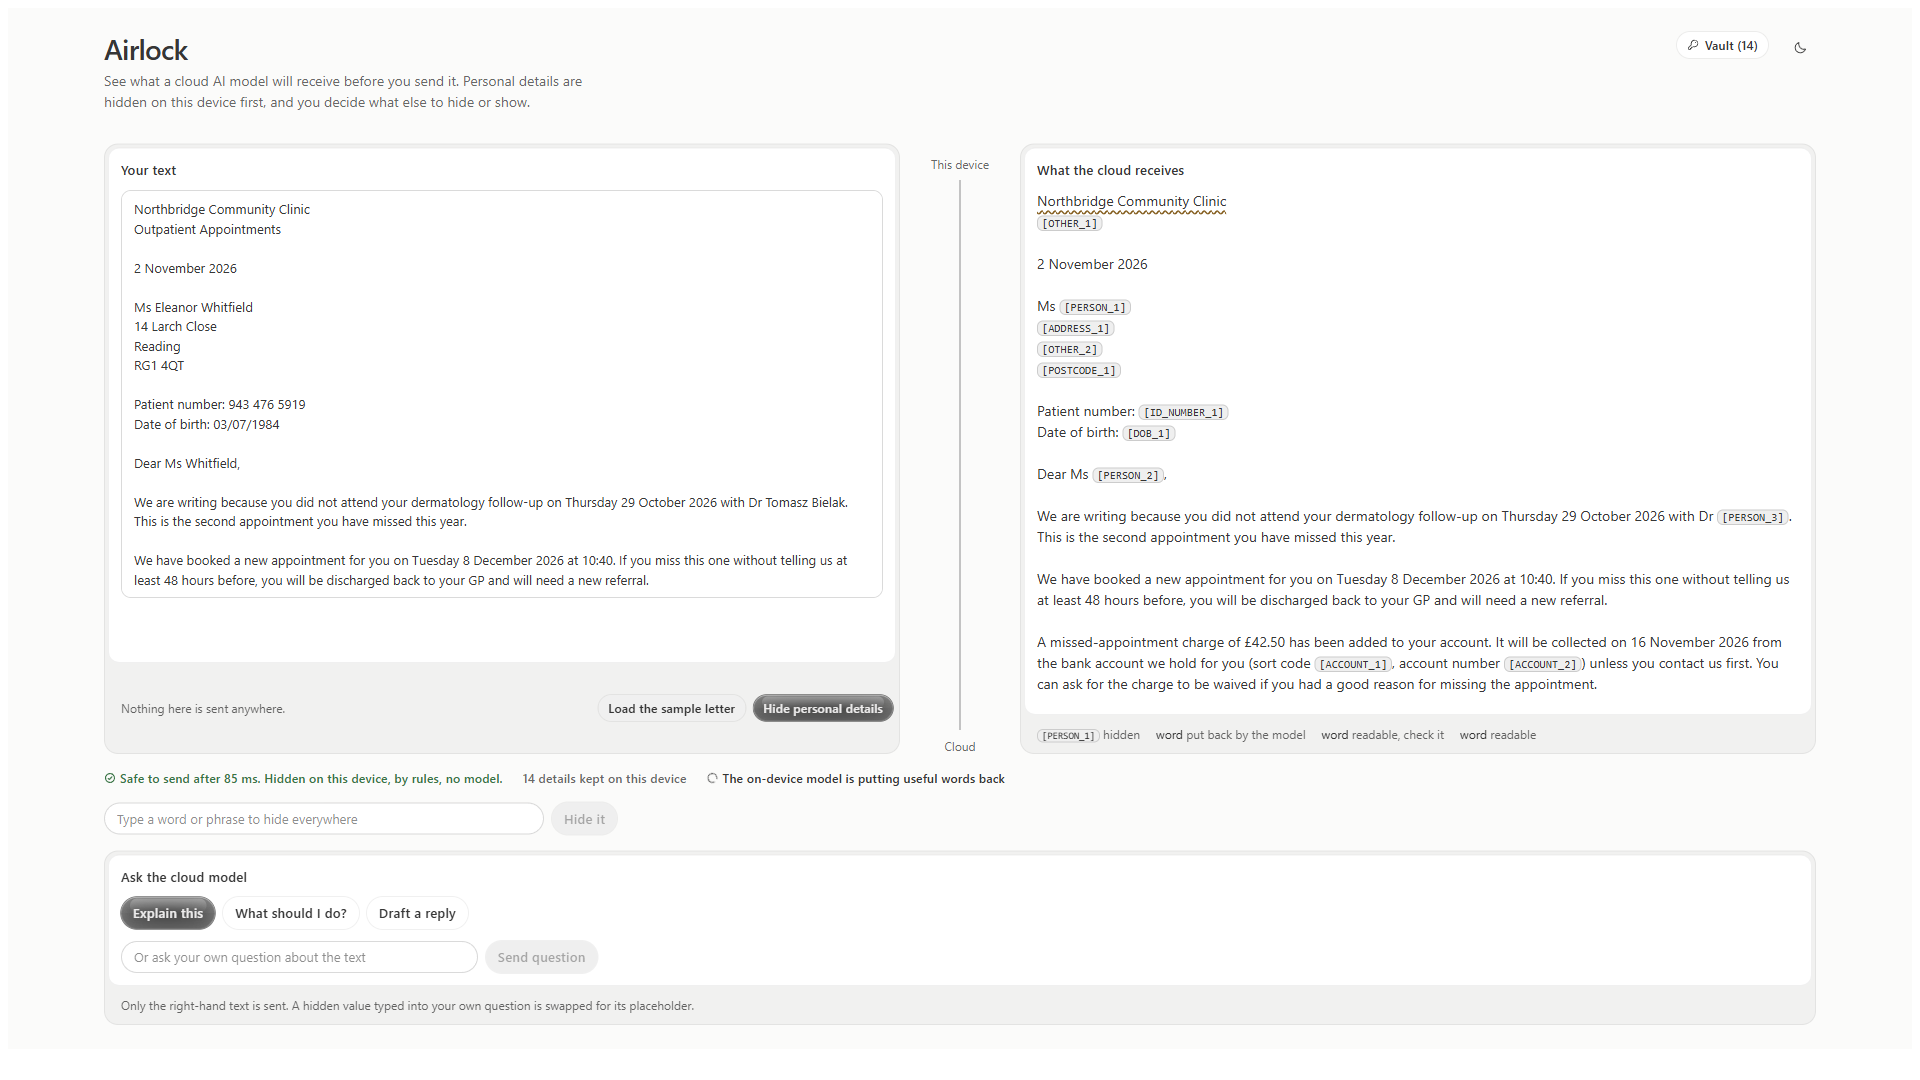 Airlock
See what a cloud AI model will receive before you send it. Personal details are
hidden on this device first, and you decide what else to hide or show.
Vault (14)
Your text
Northbridge Community Clinic
Outpatient Appointments
2 November 2026
Ms Eleanor Whitfield
14 Larch Close
Reading
RG1 4QT
Patient number: 943 476 5919
Date of birth: 03/07/1984
Dear Ms Whitfield,
We are writing because you did not attend your dermatology follow-up on Thursday 29 October 2026 with Dr Tomasz Bielak.
This is the second appointment you have missed this year.
We have booked a new appointment for you on Tuesday 8 December 2026 at 10:40. If you miss this one without telling us at
least 48 hours before, you will be discharged back to your GP and will need a new referral.
Nothing here is sent anywhere.
Load the sample letter
Hide personal details
This device
Cloud
What the cloud receives
Northbridge Community Clinic
[OTHER_1]
2 November 2026
Ms [PERSON_1]
[ADDRESS_1]
[OTHER_2]
[POSTCODE_1]
Patient number: [ID_NUMBER_1]
Date of birth: [DOB_1]
Dear Ms [PERSON_2],
We are writing because you did not attend your dermatology follow-up on Thursday 29 October 2026 with Dr [PERSON_3].
This is the second appointment you have missed this year.
We have booked a new appointment for you on Tuesday 8 December 2026 at 10:40. If you miss this one without telling us
at least 48 hours before, you will be discharged back to your GP and will need a new referral.
A missed-appointment charge of £42.50 has been added to your account. It will be collected on 16 November 2026 from
the bank account we hold for you (sort code [ACCOUNT_1], account number [ACCOUNT_2]) unless you contact us first. You
can ask for the charge to be waived if you had a good reason for missing the appointment.
[PERSON_1] hidden word put back by the model word readable, check it word readable
Safe to send after 85 ms. Hidden on this device, by rules, no model. 14 details kept on this device The on-device model is putting useful words back
Type a word or phrase to hide everywhere
Hide it
Ask the cloud model
Explain this
What should I do?
Draft a reply
Or ask your own question about the text
Send question
Only the right-hand text is sent. A hidden value typed into your own question is swapped for its placeholder.